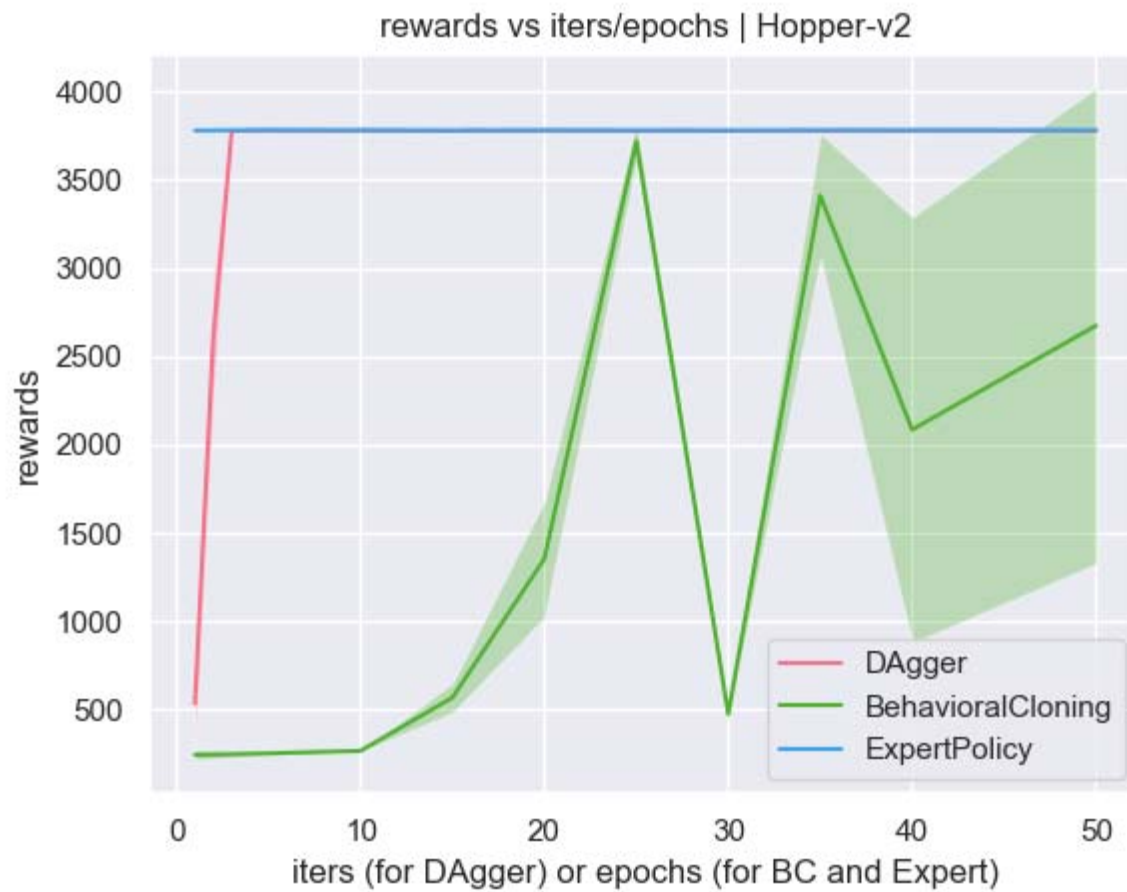 rewards vs iters/epochs | Hopper-v2
4000
3500
3000
2500
2000
1500
1000
500
rewards
DAgger
BehavioralCloning
ExpertPolicy
0 10 20 30 40 50
iters (for DAgger) or epochs (for BC and Expert)